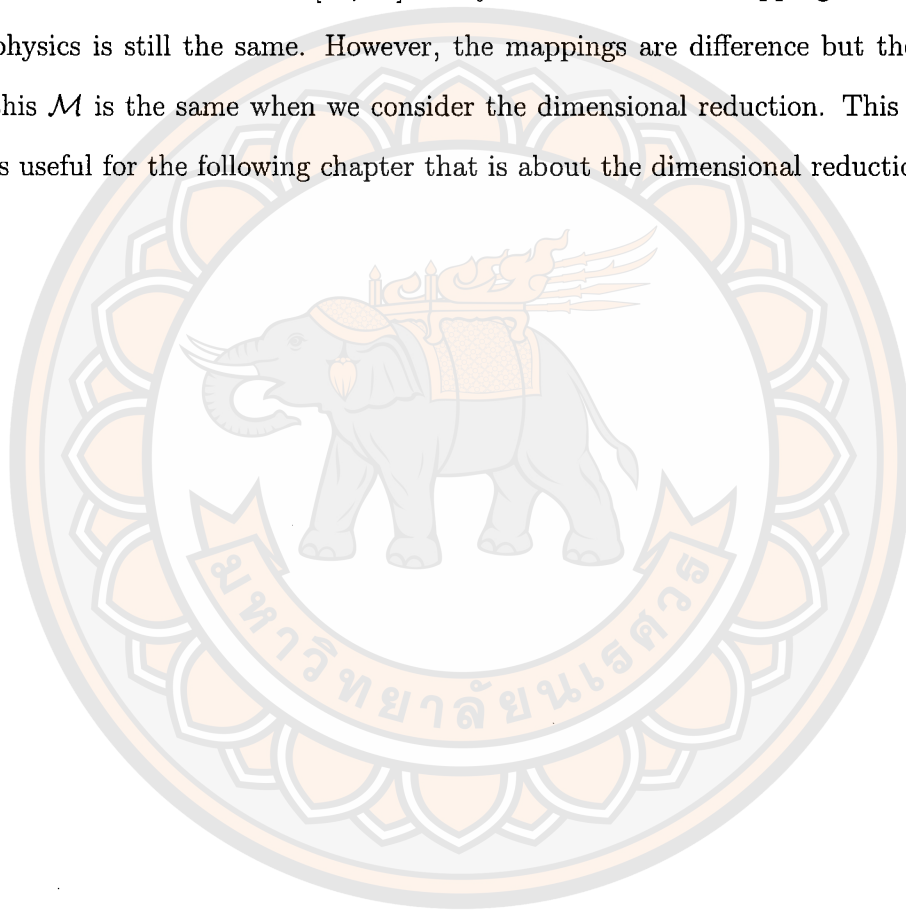 physics is still the same. However, the mappings are difference but the
his 𝓜 is the same when we consider the dimensional reduction. This
s useful for the following chapter that is about the dimensional reductio
มหาวิทยาลัยนเรศวร